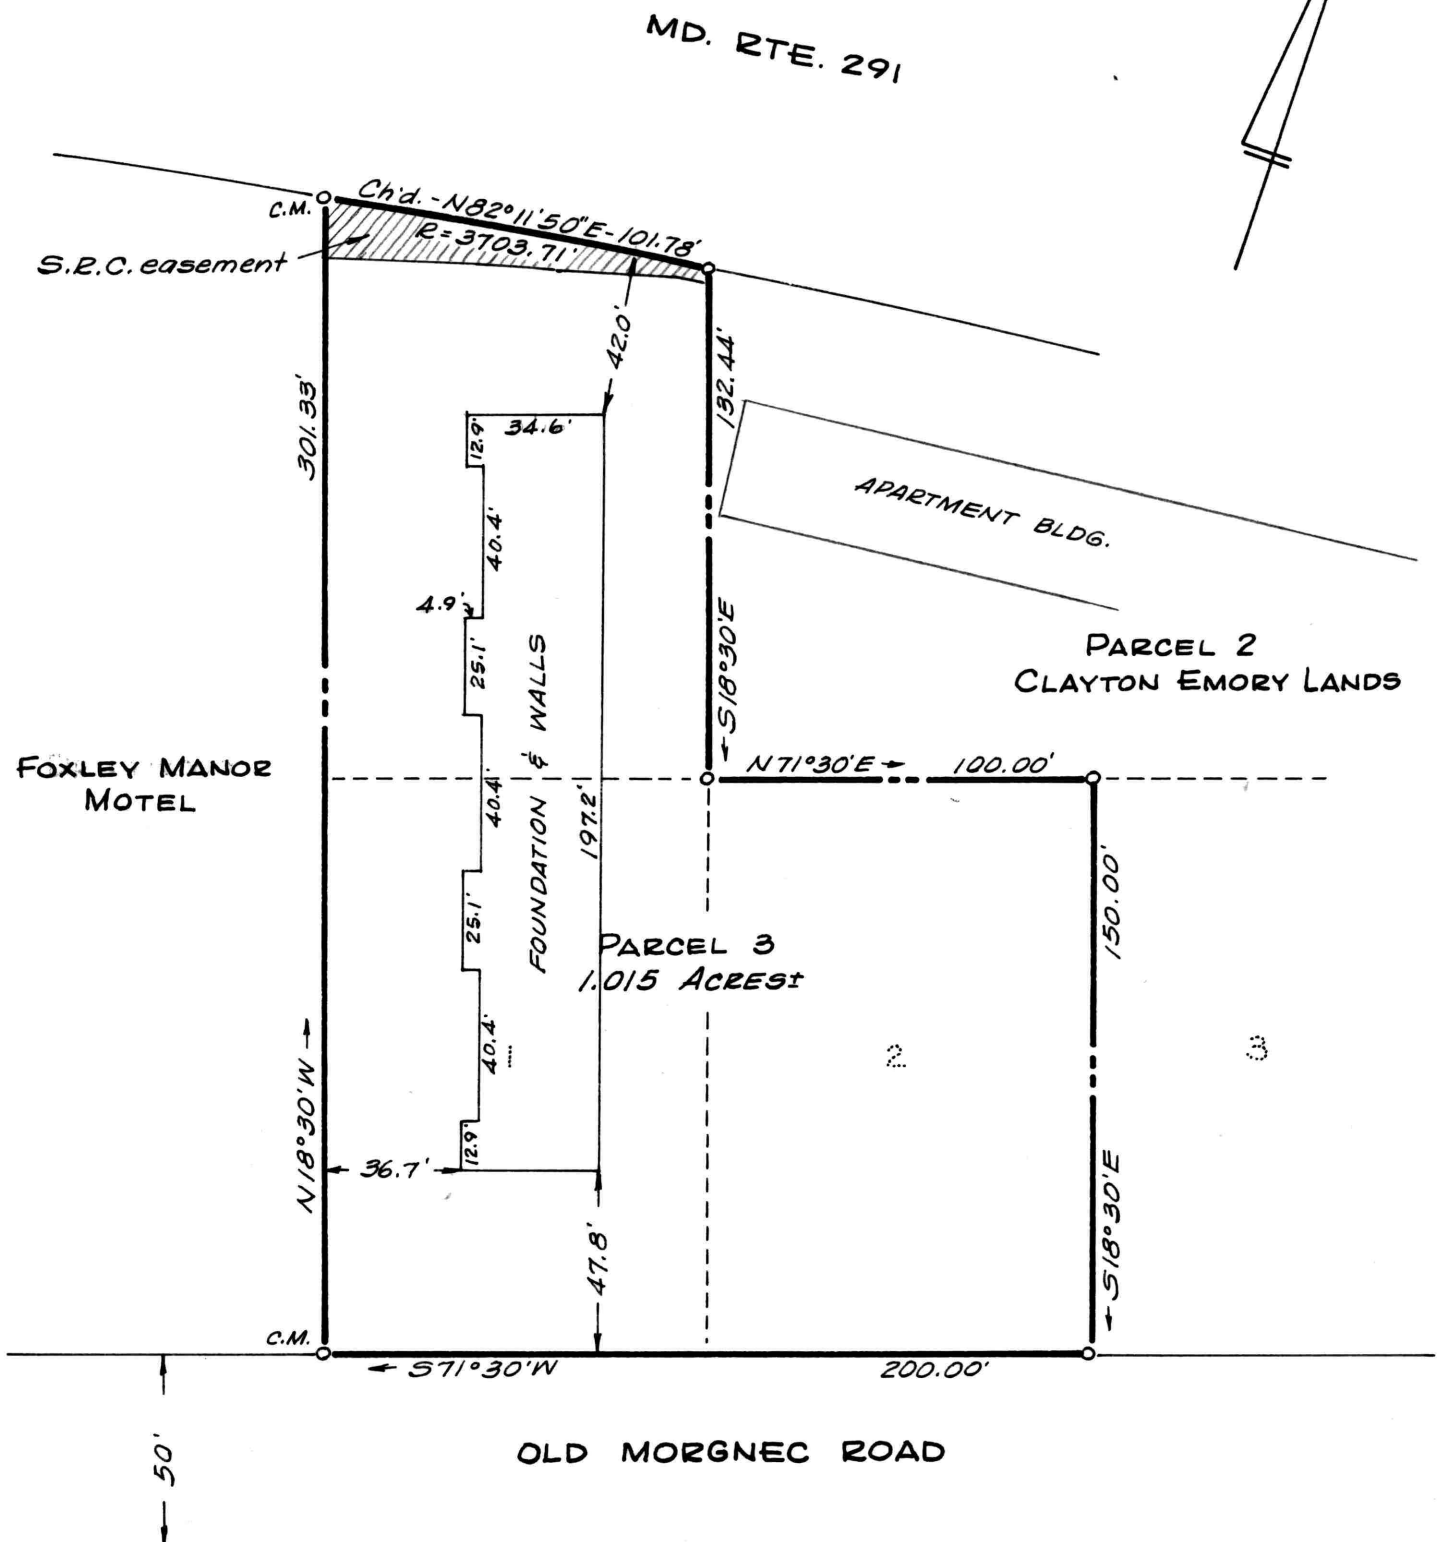 MD. RTE. 291
C.M.
Ch'd. - N82°11'50"E - 101.78'
R = 3703.71'
S.R.C. easement
42.0'
132.44'
301.33'
12.9'
34.6'
APARTMENT BLDG.
40.4'
4.9'
25.1'
FOUNDATION & WALLS
S18°30'E
PARCEL 2
CLAYTON EMORY LANDS
FOXLEY MANOR
MOTEL
N71°30'E
100.00'
40.4'
197.2'
25.1'
150.00'
PARCEL 3
1.015 ACRES±
40.4'
2
3
N18°30'W
12.9'
36.7'
S18°30'E
47.8'
C.M.
S71°30'W
200.00'
50'
OLD MORGNEC ROAD